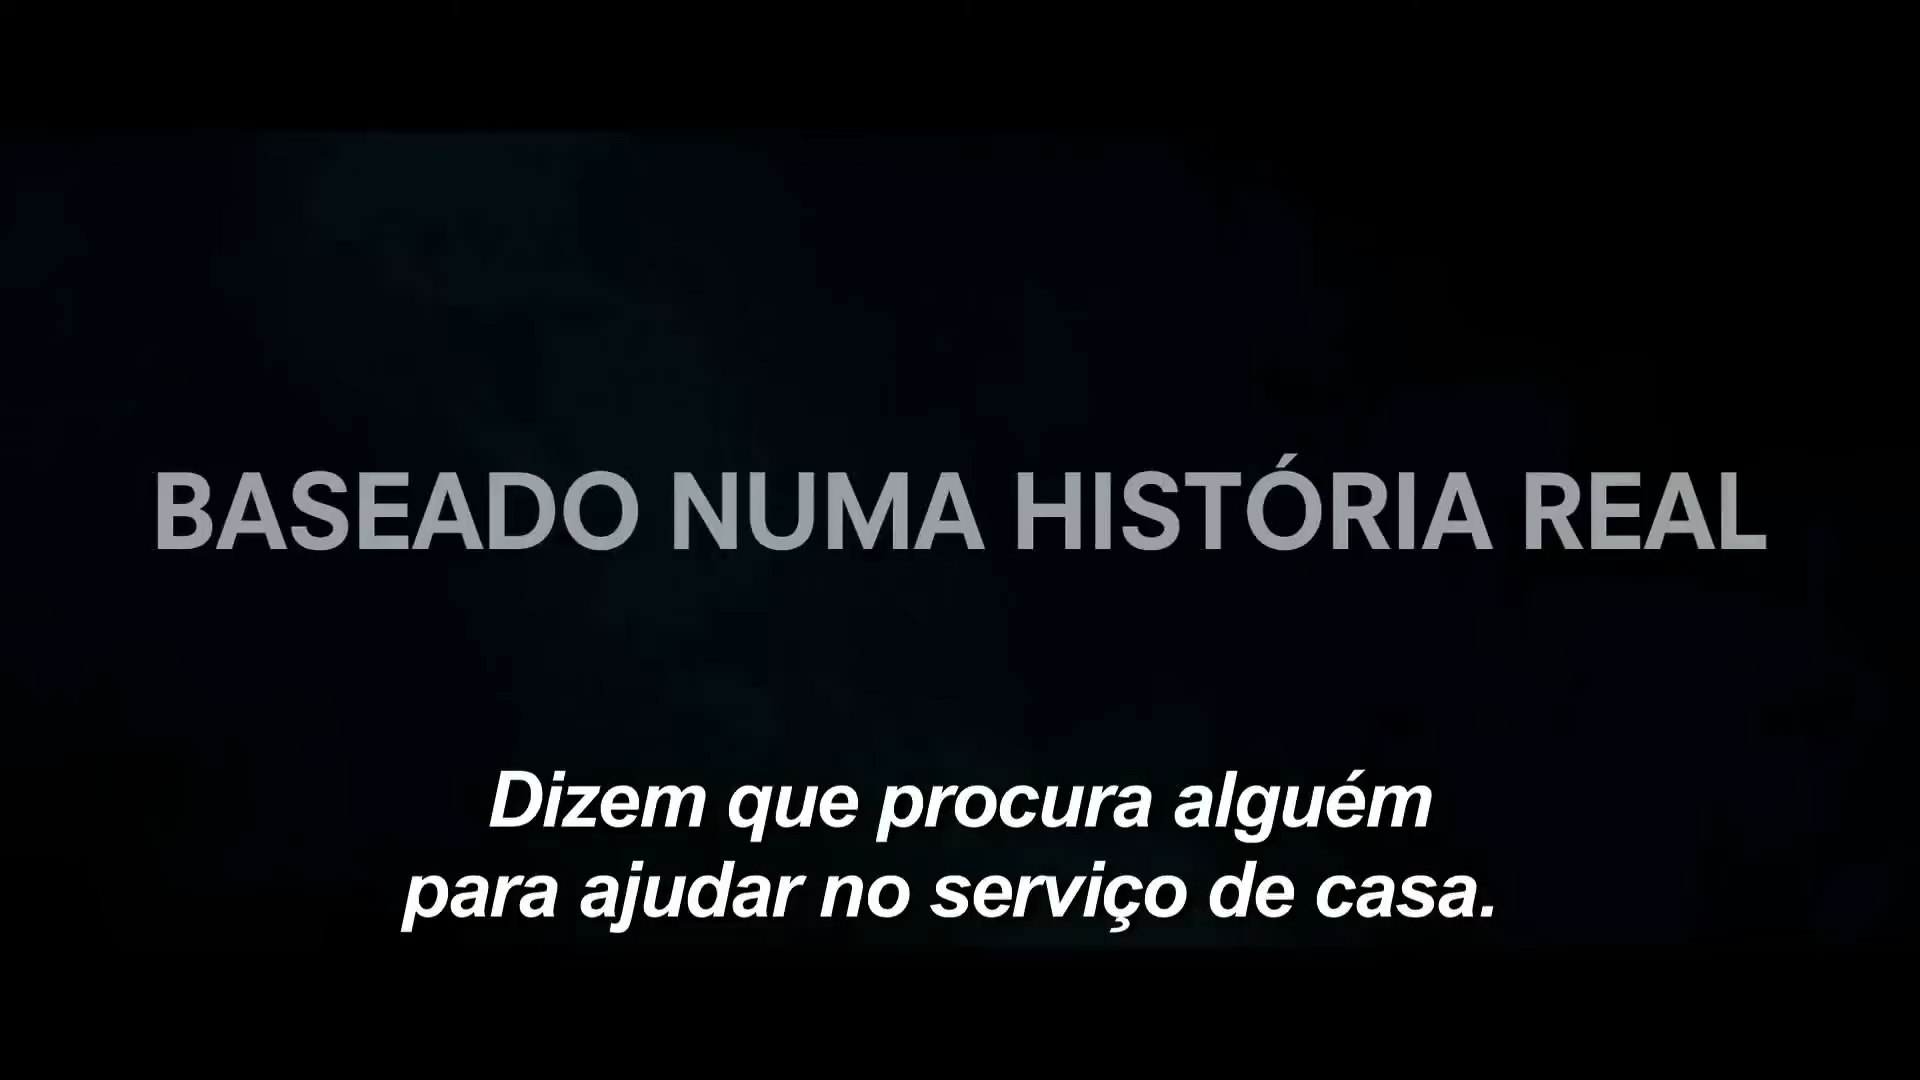 BASEADO NUMA HISTÓRIA REAL
Dizem que procura alguém
para ajudar no serviço de casa.